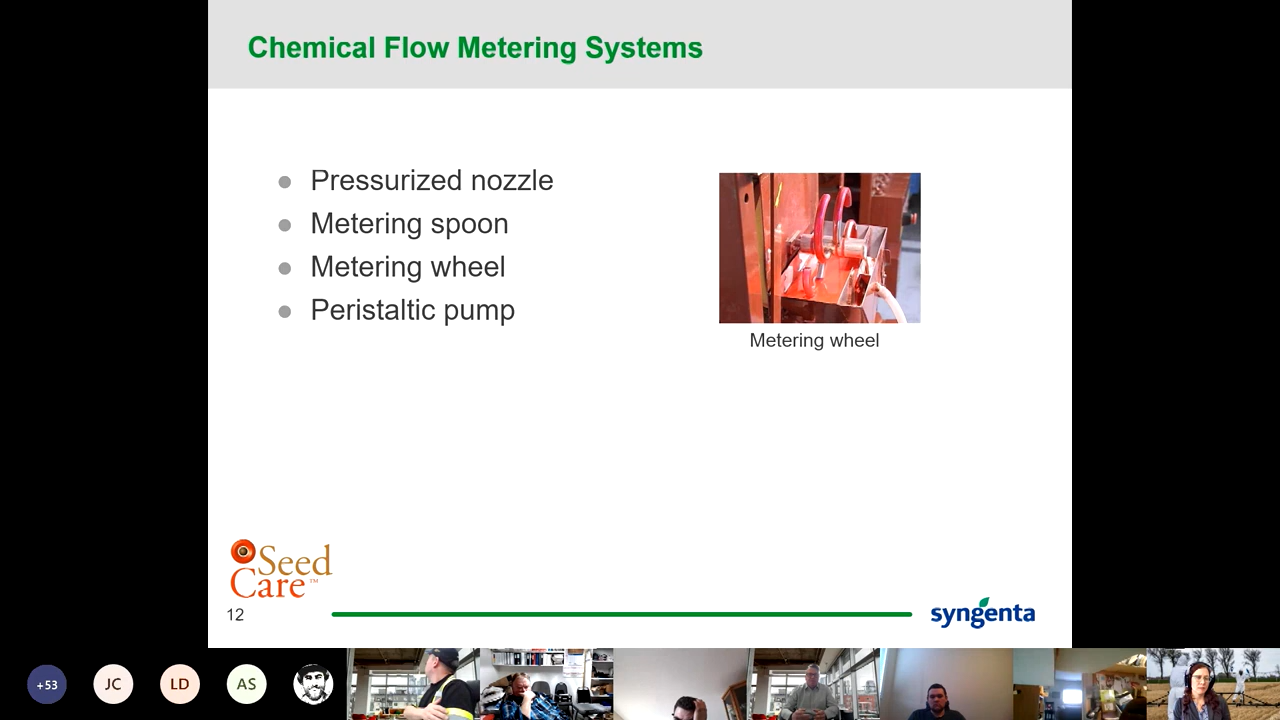 Chemical Flow Metering Systems
Pressurized nozzle
Metering spoon
Metering wheel
Peristaltic pump
Metering wheel
Seed
Care™
12
syngenta
+53
JC
LD
AS